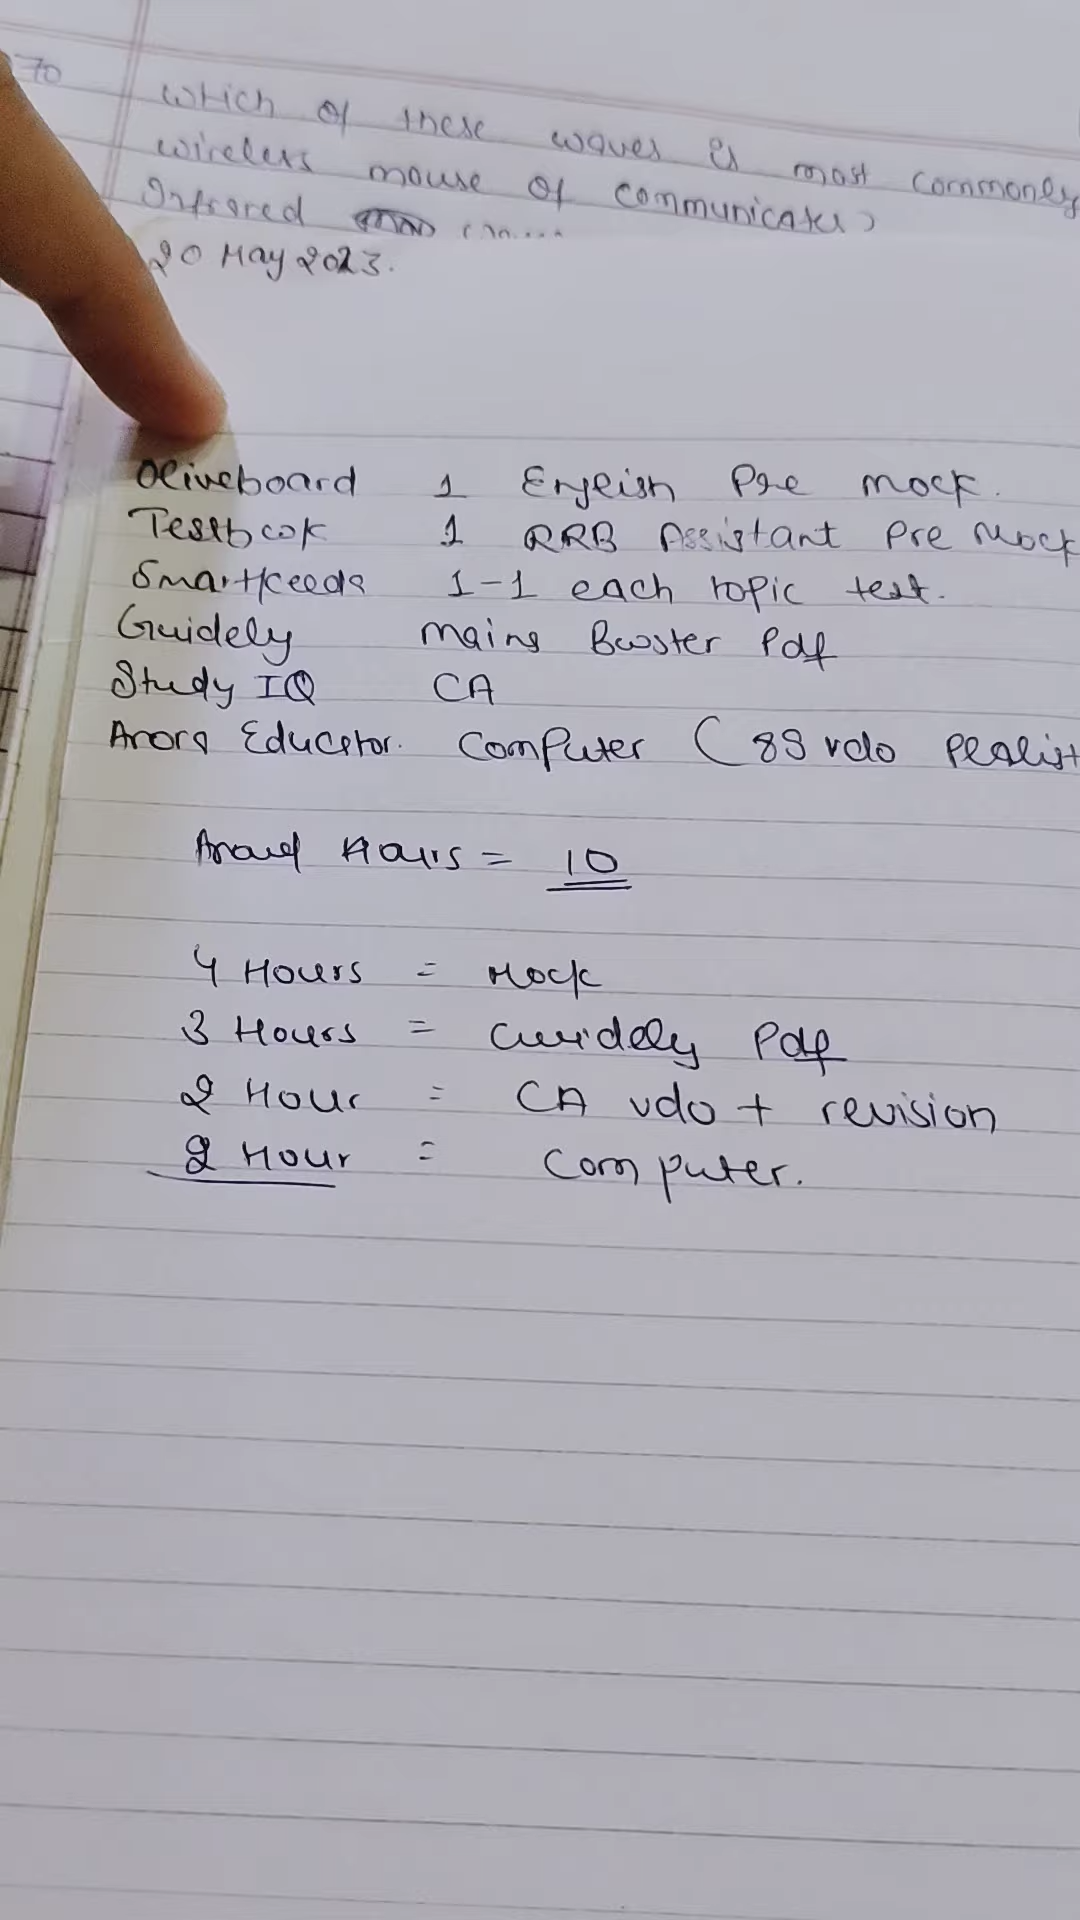 70
which of these waves is most commonly
wireless mouse of communicates
Infrared
20 May 2023.
Oliveboard 1 English Pre mock.
Testbook 1 RRB Assistant Pre Mock
Smartkeeda 1-1 each topic test.
Guidely mains Booster Pdf
Study IQ CA
Arora Educator. Computer ( 89 vdo Playlist
Hours = 10
4 Hours = Mock
3 Hours = Guidely Pdf
2 Hour = CA vdo + revision
2 Hour = Computer.